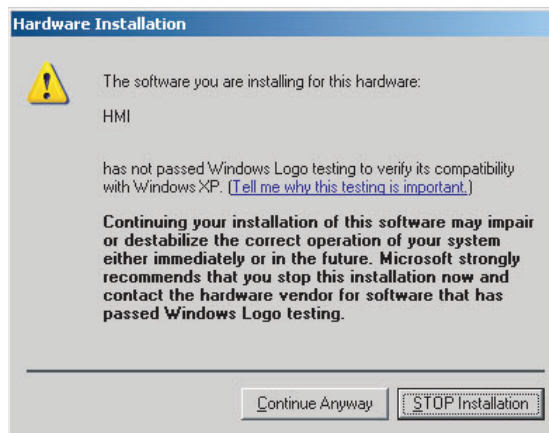 Hardware Installation
The software you are installing for this hardware:
HMI
has not passed Windows Logo testing to verify its compatibility
with Windows XP. (Tell me why this testing is important.)
Continuing your installation of this software may impair
or destabilize the correct operation of your system
either immediately or in the future. Microsoft strongly
recommends that you stop this installation now and
contact the hardware vendor for software that has
passed Windows Logo testing.
Continue Anyway STOP Installation